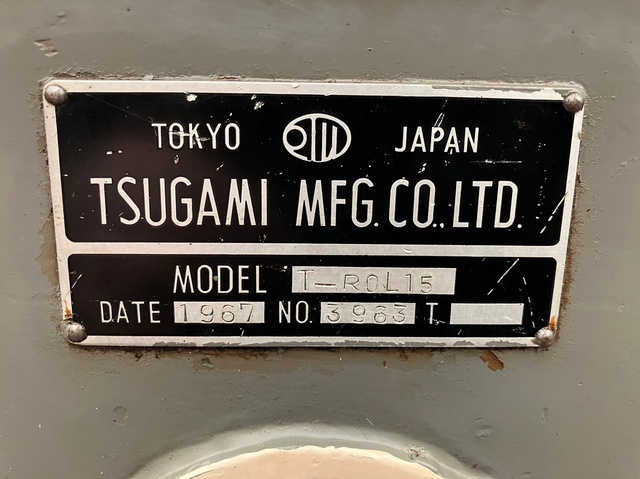 TOKYO JAPAN
TSUGAMI MFG. CO., LTD.
MODEL T-ROL15
DATE 1967 NO. 3963 T.